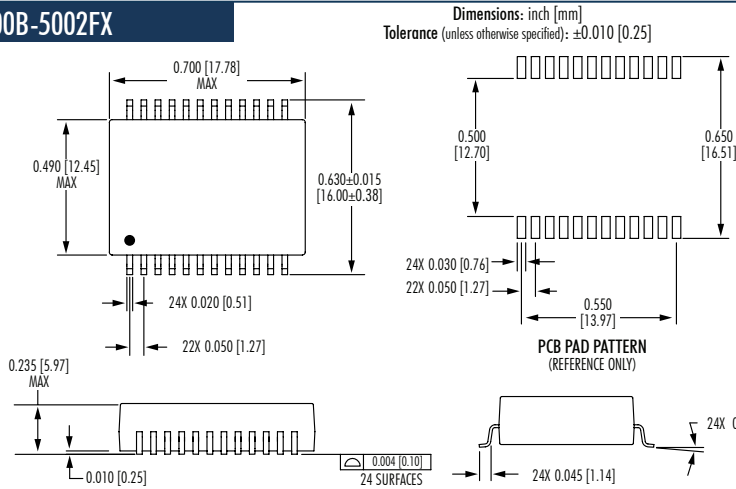 00B-5002FX
Dimensions: inch [mm]
Tolerance (unless otherwise specified): ±0.010 [0.25]
0.700 [17.78]
MAX
0.490 [12.45]
MAX
0.630±0.015
[16.00±0.38]
24X 0.020 [0.51]
22X 0.050 [1.27]
0.500
[12.70]
0.650
[16.51]
24X 0.030 [0.76]
22X 0.050 [1.27]
0.550
[13.97]
PCB PAD PATTERN
(REFERENCE ONLY)
0.235 [5.97]
MAX
0.010 [0.25]
0.004 [0.10]
24 SURFACES
24X 0.045 [1.14]
24X